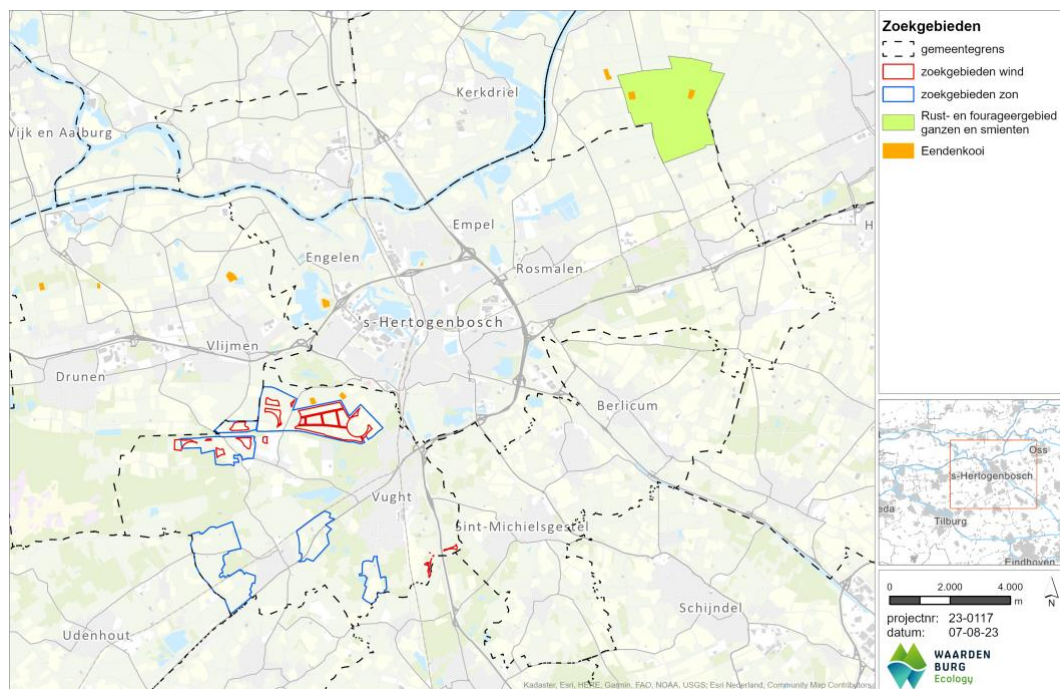 Kerkdriel
Wijk en Aalburg
Empel
Engelen
Rosmalen
's-Hertogenbosch
Vlijmen
Drunen
Berlicum
Vught
Sint-Michielsgestel
Schijndel
Udenhout
H
Kadaster, Esri, HERE, Garmin, FAO, NOAA, USGS; Esri Nederland, Community Map Contributors
Zoekgebieden
gemeentegrens
zoekgebieden wind
zoekgebieden zon
Rust- en fourageergebied
ganzen en smienten
Eendenkooi
Oss
's-Hertogenbosch
eda
Tilburg
Eindhoven
0 2.000 4.000
m
N
projectnr: 23-0117
datum: 07-08-23
WAARDEN
BURG
Ecology